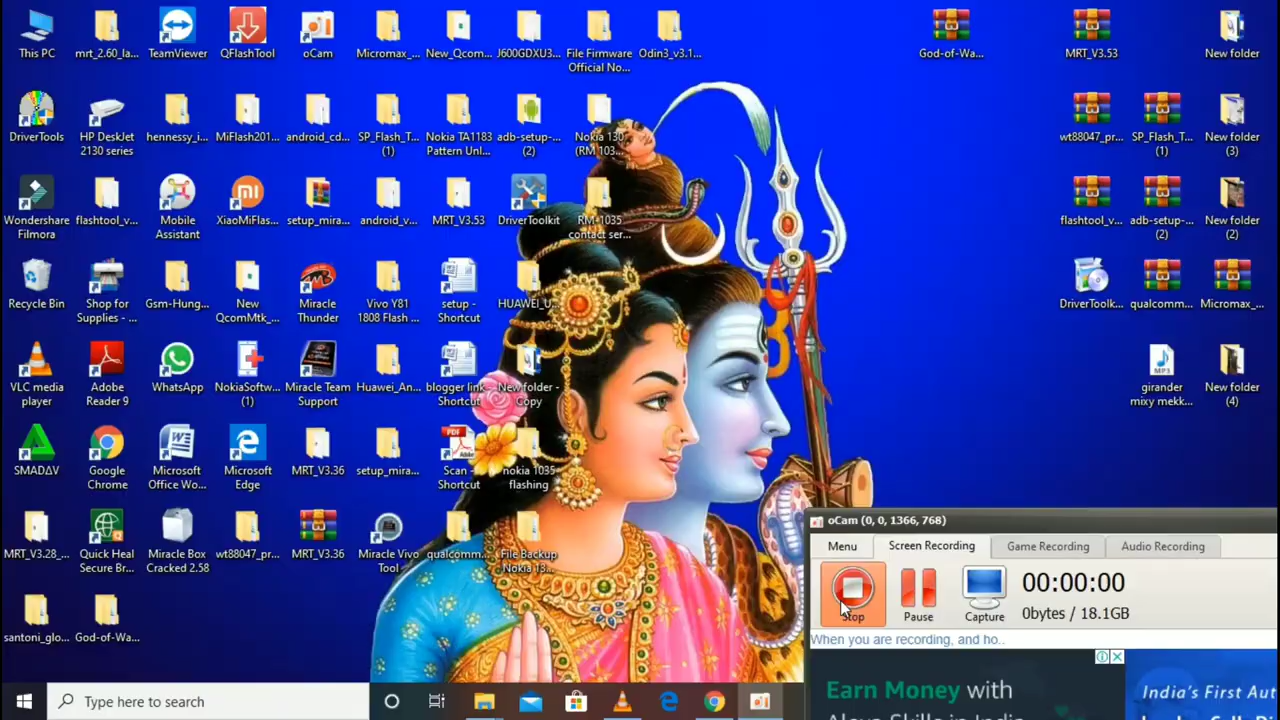 This PC
mrt_2.60_la...
TeamViewer
QFlashTool
oCam
Micromax_...
New_Qcom...
J600GDXU3...
File Firmware
Official No...
Odin3_v3.1...
God-of-Wa...
MRT_V3.53
New folder
DriverTools
HP DeskJet
2130 series
hennessy_i...
MiFlash201...
android_cd...
SP_Flash_T...
(1)
Nokia TA1183
Pattern Unl...
adb-setup-...
(2)
Nokia 130
(RM 103...
wt88047_pr...
SP_Flash_T...
(1)
New folder
(3)
Wondershare
Filmora
flashtool_v...
Mobile
Assistant
XiaoMiFlas...
setup_mira...
android_v...
MRT_V3.53
DriverToolkit
RM-1035
contact ser...
flashtool_v...
adb-setup-...
(2)
New folder
(2)
Recycle Bin
Shop for
Supplies - ...
Gsm-Hung...
New
QcomMtk_...
Miracle
Thunder
Vivo Y81
1808 Flash ...
setup -
Shortcut
HUAWEI_U...
DriverToolk...
qualcomm...
Micromax_...
VLC media
player
Adobe
Reader 9
WhatsApp
NokiaSoftw...
(1)
Miracle Team
Support
Huawei_An...
blogger link -
Shortcut
New folder -
Copy
girander
mixy mekk...
New folder
(4)
SMADΔV
Google
Chrome
Microsoft
Office Wo...
Microsoft
Edge
MRT_V3.36
setup_mira...
Scan -
Shortcut
nokia 1035
flashing
MRT_V3.28_...
Quick Heal
Secure Br...
Miracle Box
Cracked 2.58
wt88047_pr...
MRT_V3.36
Miracle Vivo
Tool
qualcomm...
File Backup
Nokia 13...
santoni_glo...
God-of-Wa...
oCam (0, 0, 1366, 768)
Menu
Screen Recording
Game Recording
Audio Recording
Stop
Pause
Capture
00:00:00
0bytes / 18.1GB
When you are recording, and ho..
Earn Money with
India's First Aut
Type here to search